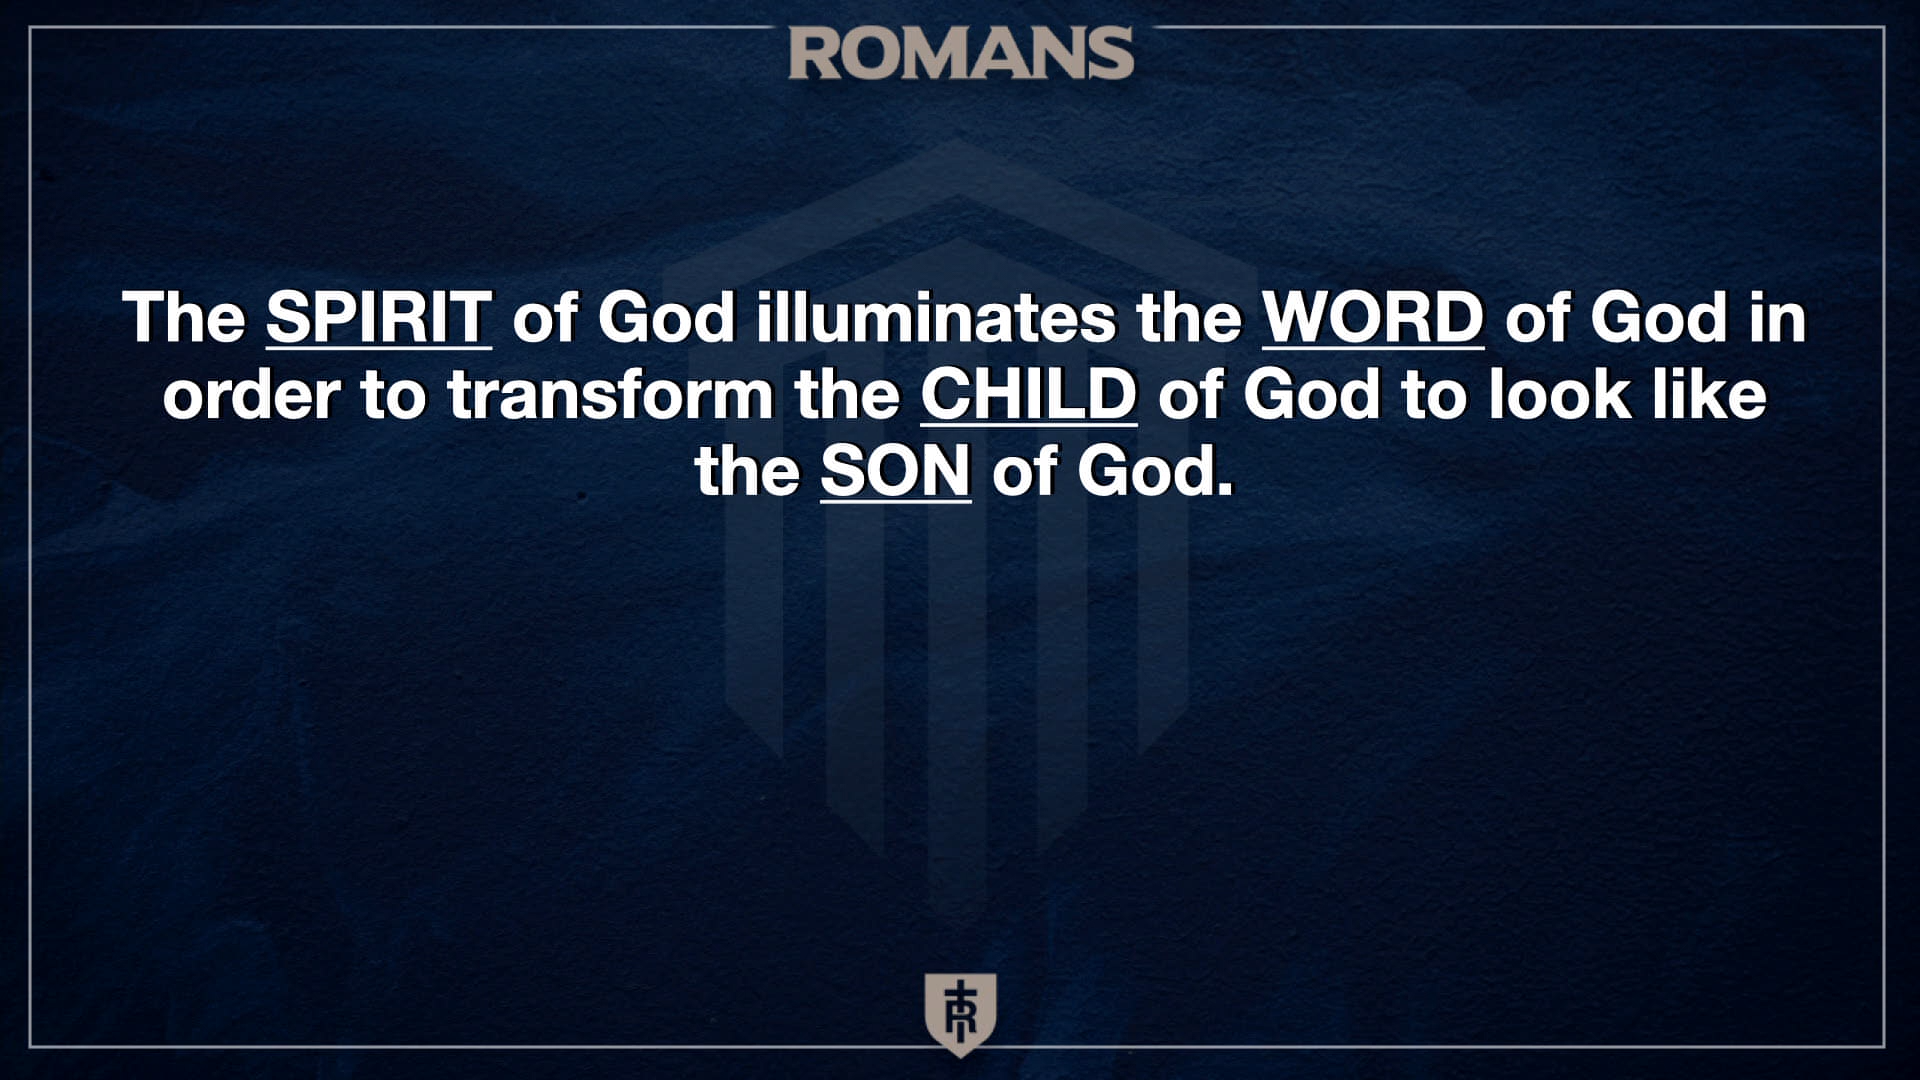 ROMANS
The SPIRIT of God illuminates the WORD of God in
order to transform the CHILD of God to look like
the SON of God.
R